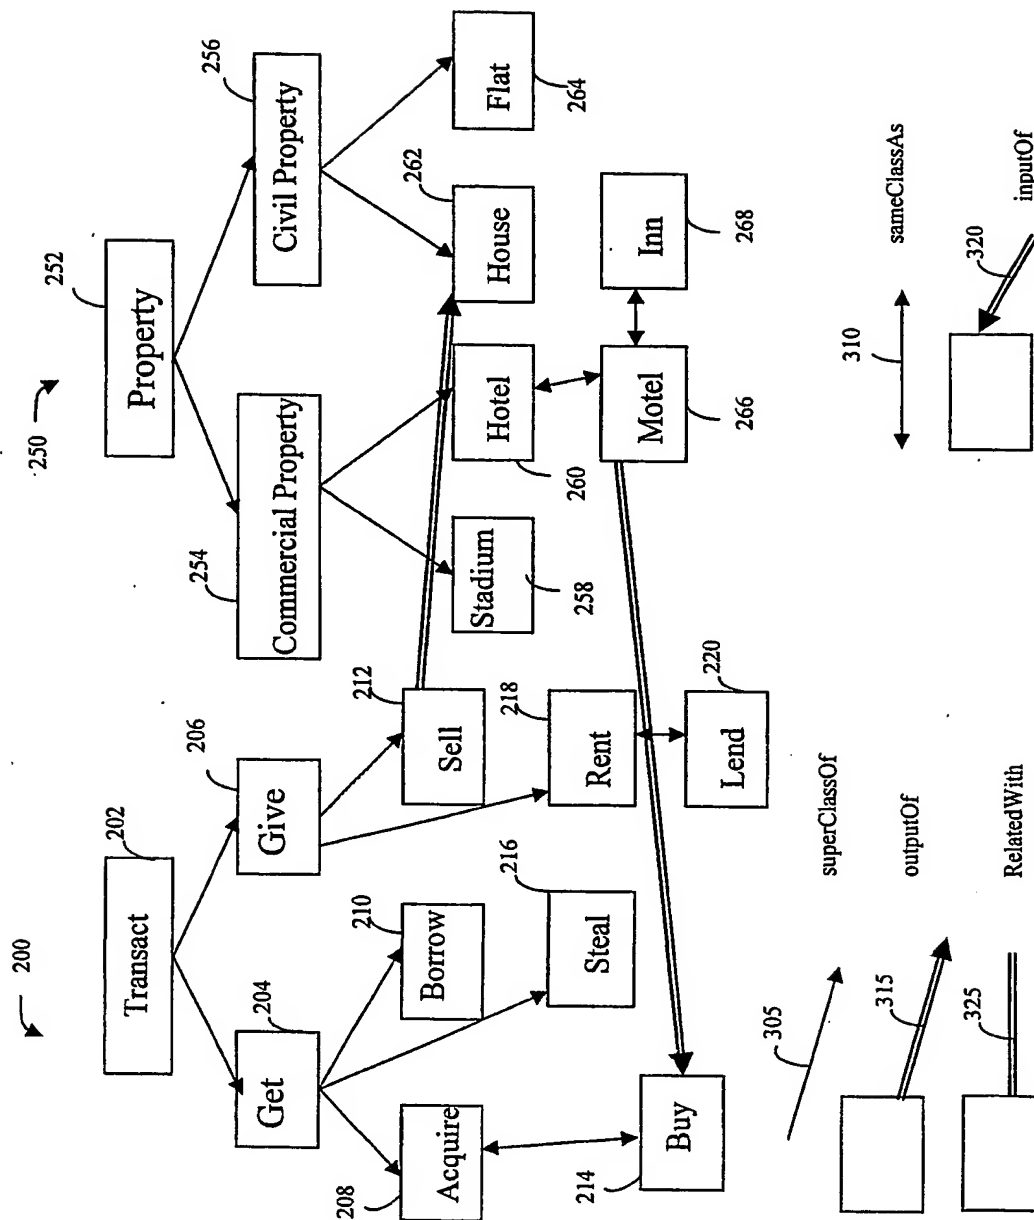 200
250
Transact
202
Property
252
Get
204
Give
206
Commercial Property
254
Civil Property
256
Acquire
208
Borrow
210
Sell
212
Stadium
258
Hotel
260
House
262
Flat
264
Steal
216
Rent
218
Motel
266
Inn
268
Buy
214
Lend
220
305
superClassOf
310
sameClassAs
315
outputOf
320
inputOf
325
RelatedWith